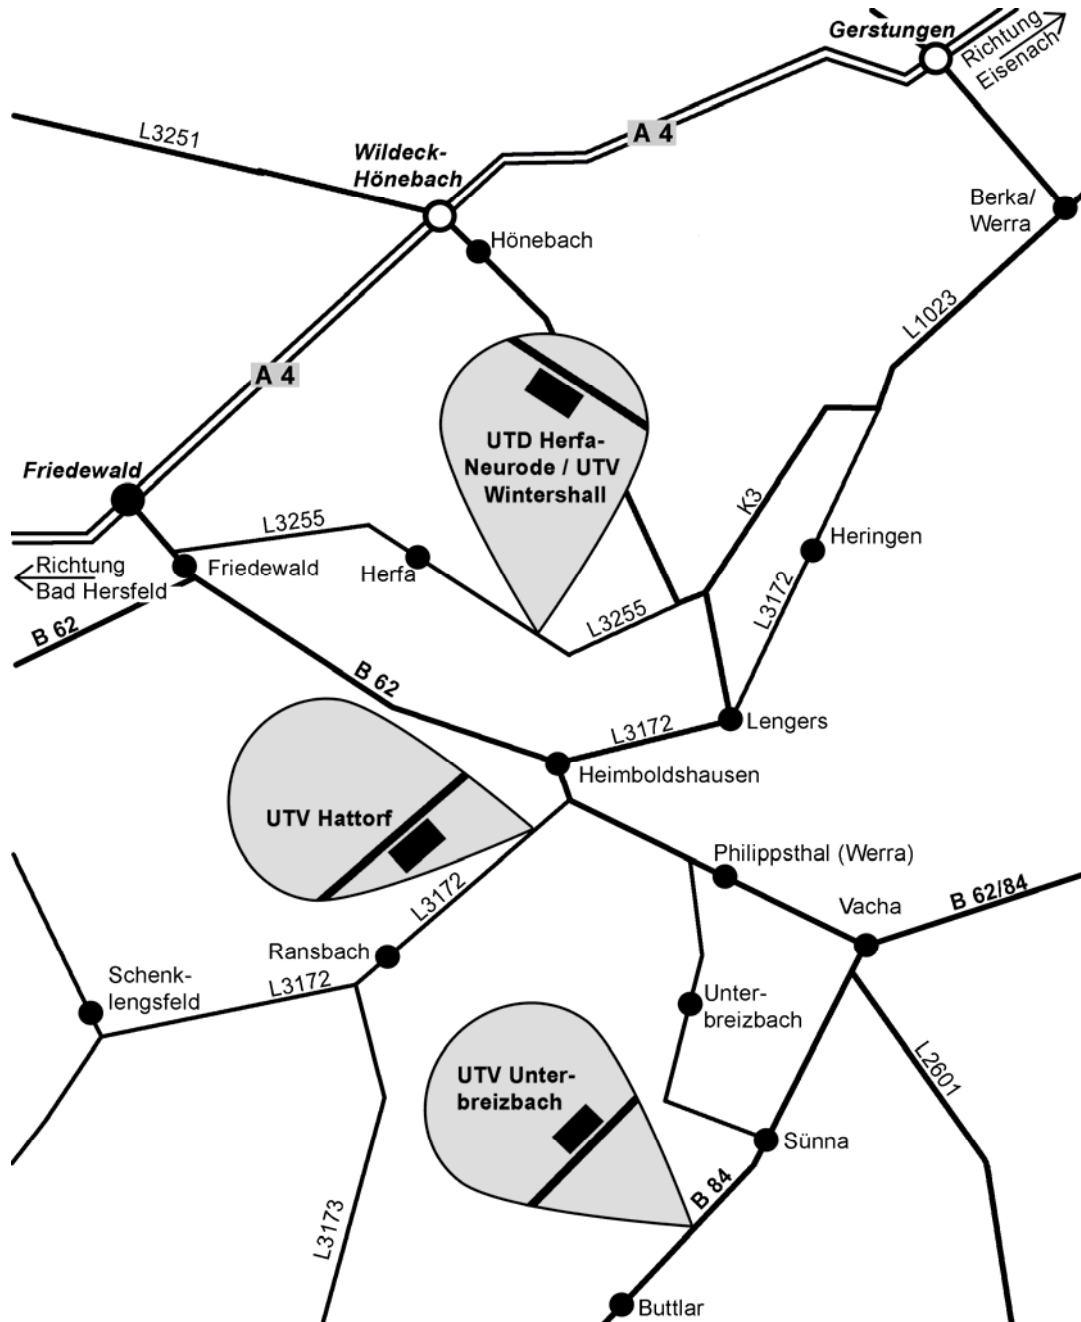 Gerstungen
Richtung
Eisenach
L3251
A 4
Wildeck-
Hönebach
Berka/
Werra
Hönebach
L1023
A 4
UTD Herfa-
Neurode / UTV
Wintershall
Friedewald
K3
L3255
Heringen
Richtung
Bad Hersfeld
Friedewald
Herfa
L3172
L3255
B 62
B 62
L3172
Lengers
Heimboldshausen
UTV Hattorf
Philippsthal (Werra)
L3172
B 62/84
Vacha
Ransbach
Schenk-
lengsfeld
L3172
Unter-
breizbach
L2601
UTV Unter-
breizbach
Sünna
B 84
L3173
Buttlar